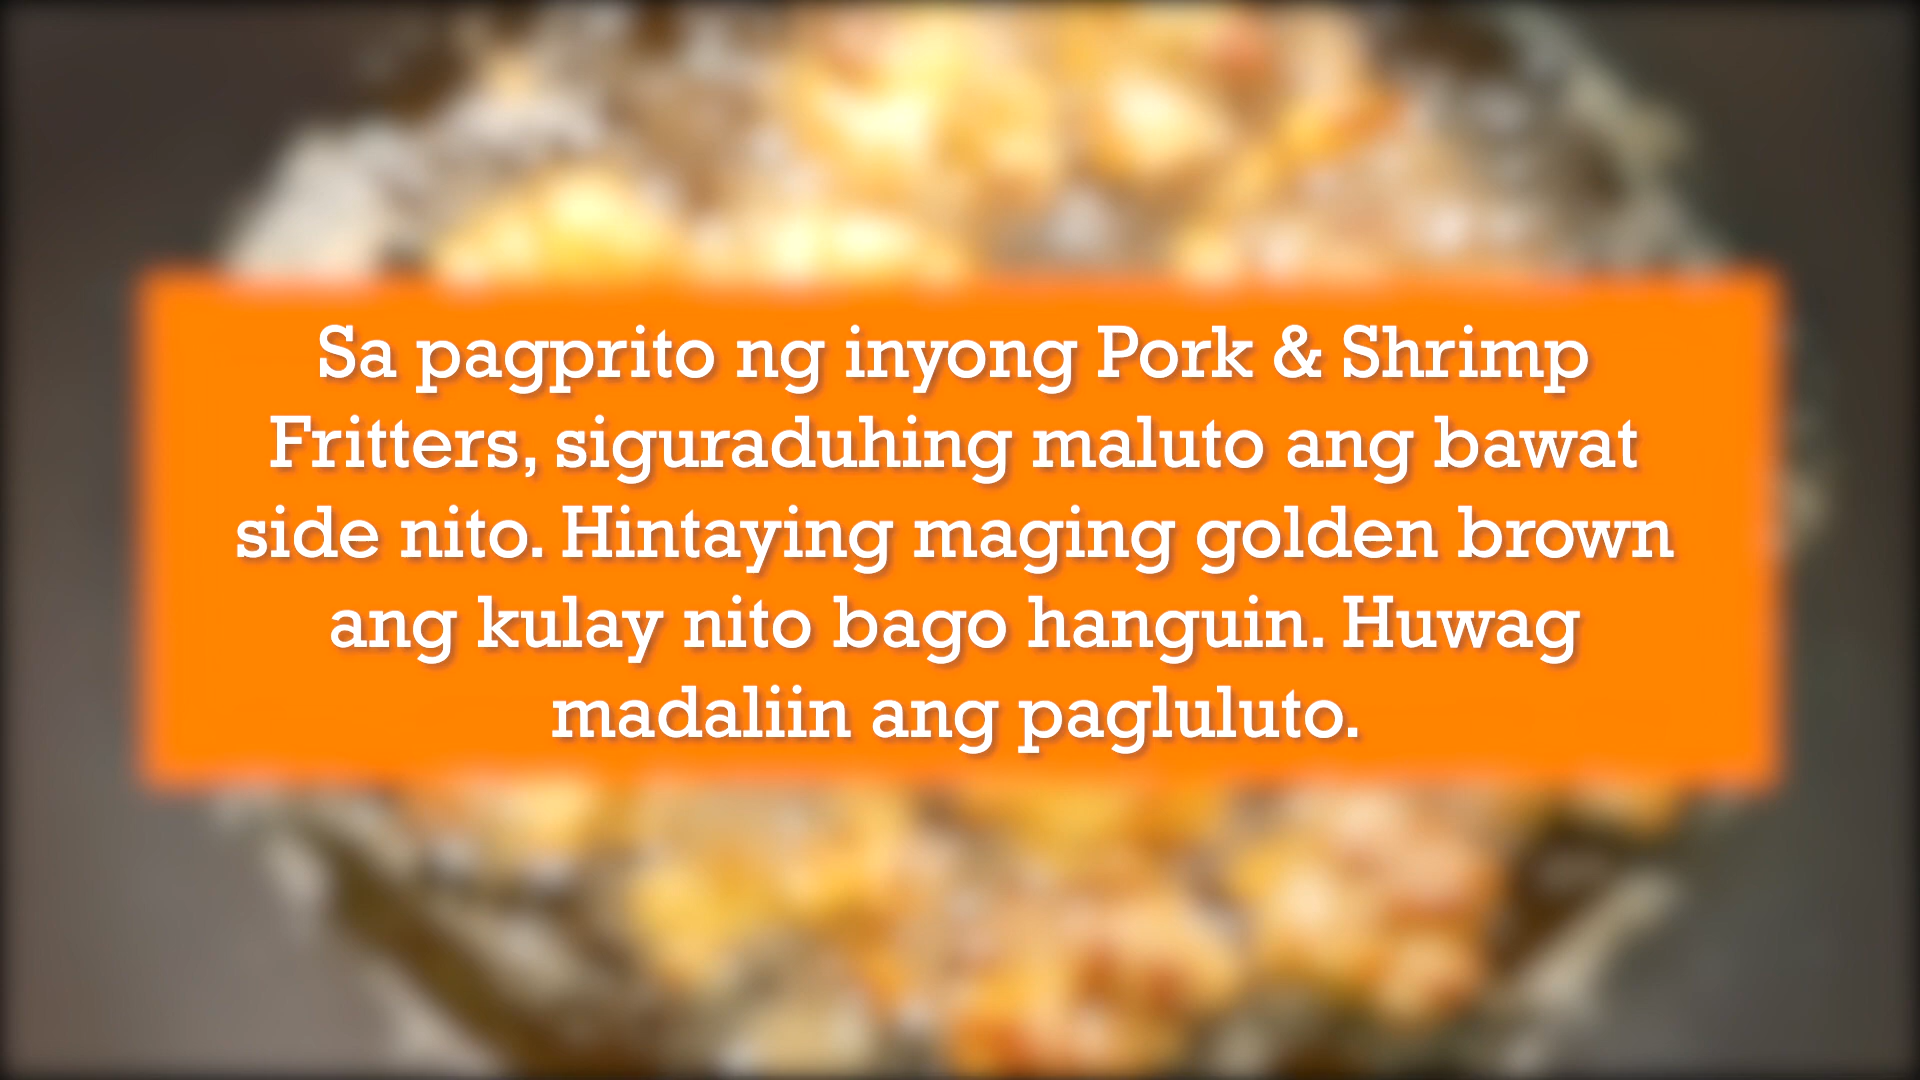 Sa pagprito ng inyong Pork & Shrimp
Fritters, siguraduhing maluto ang bawat
side nito. Hintaying maging golden brown
ang kulay nito bago hanguin. Huwag
madaliin ang pagluluto.